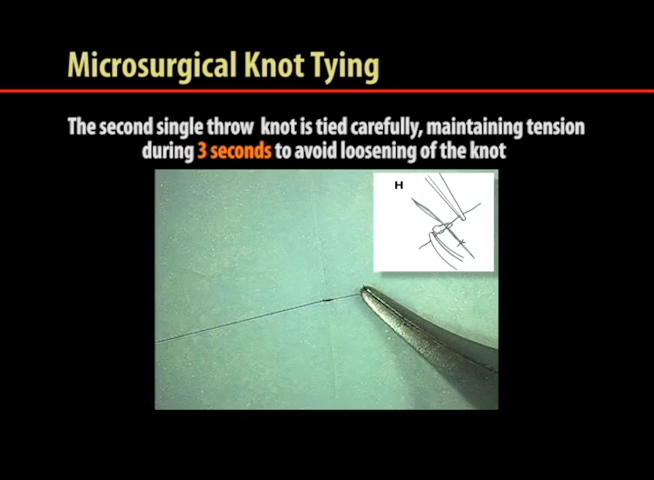 Microsurgical Knot Tying
The second single throw knot is tied carefully, maintaining tension
during 3 seconds to avoid loosening of the knot
H